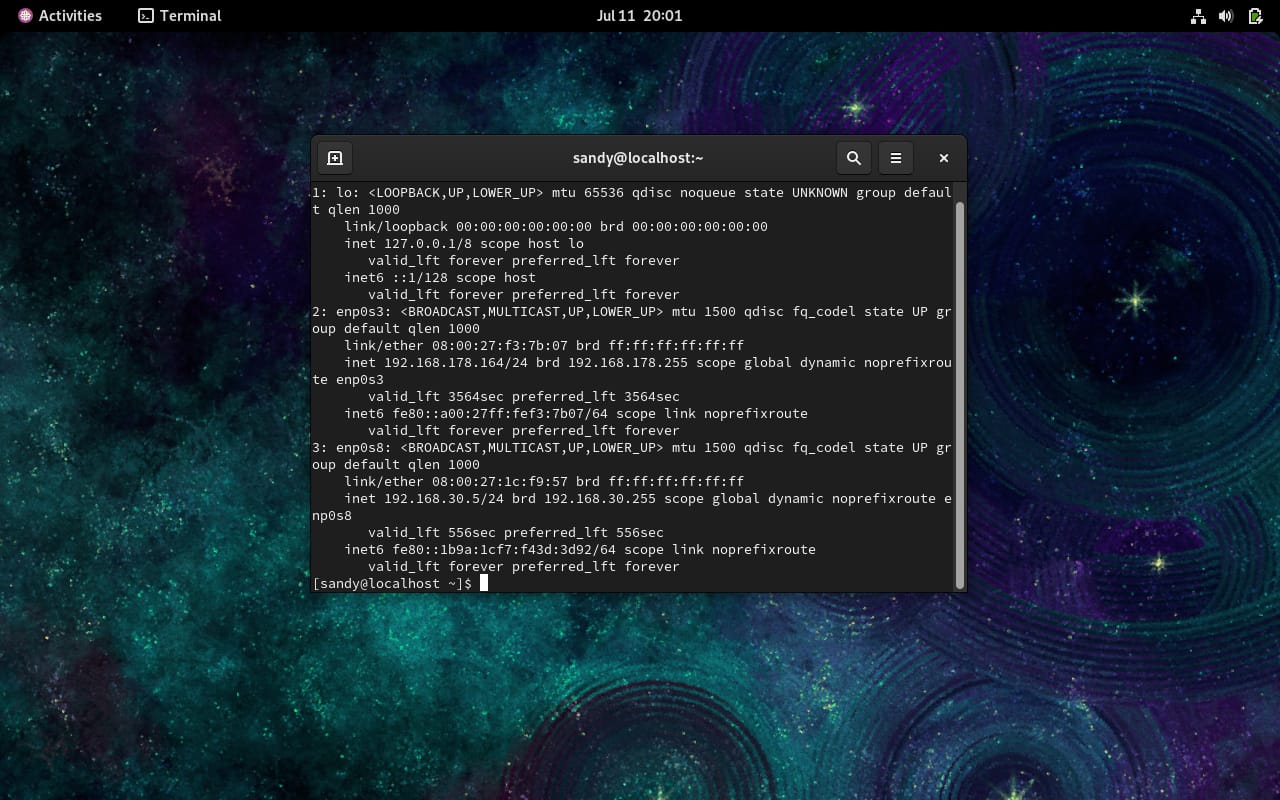 Activities
Terminal
Jul 11 20:01
sandy@localhost:~
1: lo: <LOOPBACK,UP,LOWER_UP> mtu 65536 qdisc noqueue state UNKNOWN group defaul
t qlen 1000
    link/loopback 00:00:00:00:00:00 brd 00:00:00:00:00:00
    inet 127.0.0.1/8 scope host lo
       valid_lft forever preferred_lft forever
    inet6 ::1/128 scope host
       valid_lft forever preferred_lft forever
2: enp0s3: <BROADCAST,MULTICAST,UP,LOWER_UP> mtu 1500 qdisc fq_codel state UP gr
oup default qlen 1000
    link/ether 08:00:27:f3:7b:07 brd ff:ff:ff:ff:ff:ff
    inet 192.168.178.164/24 brd 192.168.178.255 scope global dynamic noprefixrou
te enp0s3
       valid_lft 3564sec preferred_lft 3564sec
    inet6 fe80::a00:27ff:fef3:7b07/64 scope link noprefixroute
       valid_lft forever preferred_lft forever
3: enp0s8: <BROADCAST,MULTICAST,UP,LOWER_UP> mtu 1500 qdisc fq_codel state UP gr
oup default qlen 1000
    link/ether 08:00:27:1c:f9:57 brd ff:ff:ff:ff:ff:ff
    inet 192.168.30.5/24 brd 192.168.30.255 scope global dynamic noprefixroute e
np0s8
       valid_lft 556sec preferred_lft 556sec
    inet6 fe80::1b9a:1cf7:f43d:3d92/64 scope link noprefixroute
       valid_lft forever preferred_lft forever
[sandy@localhost ~]$